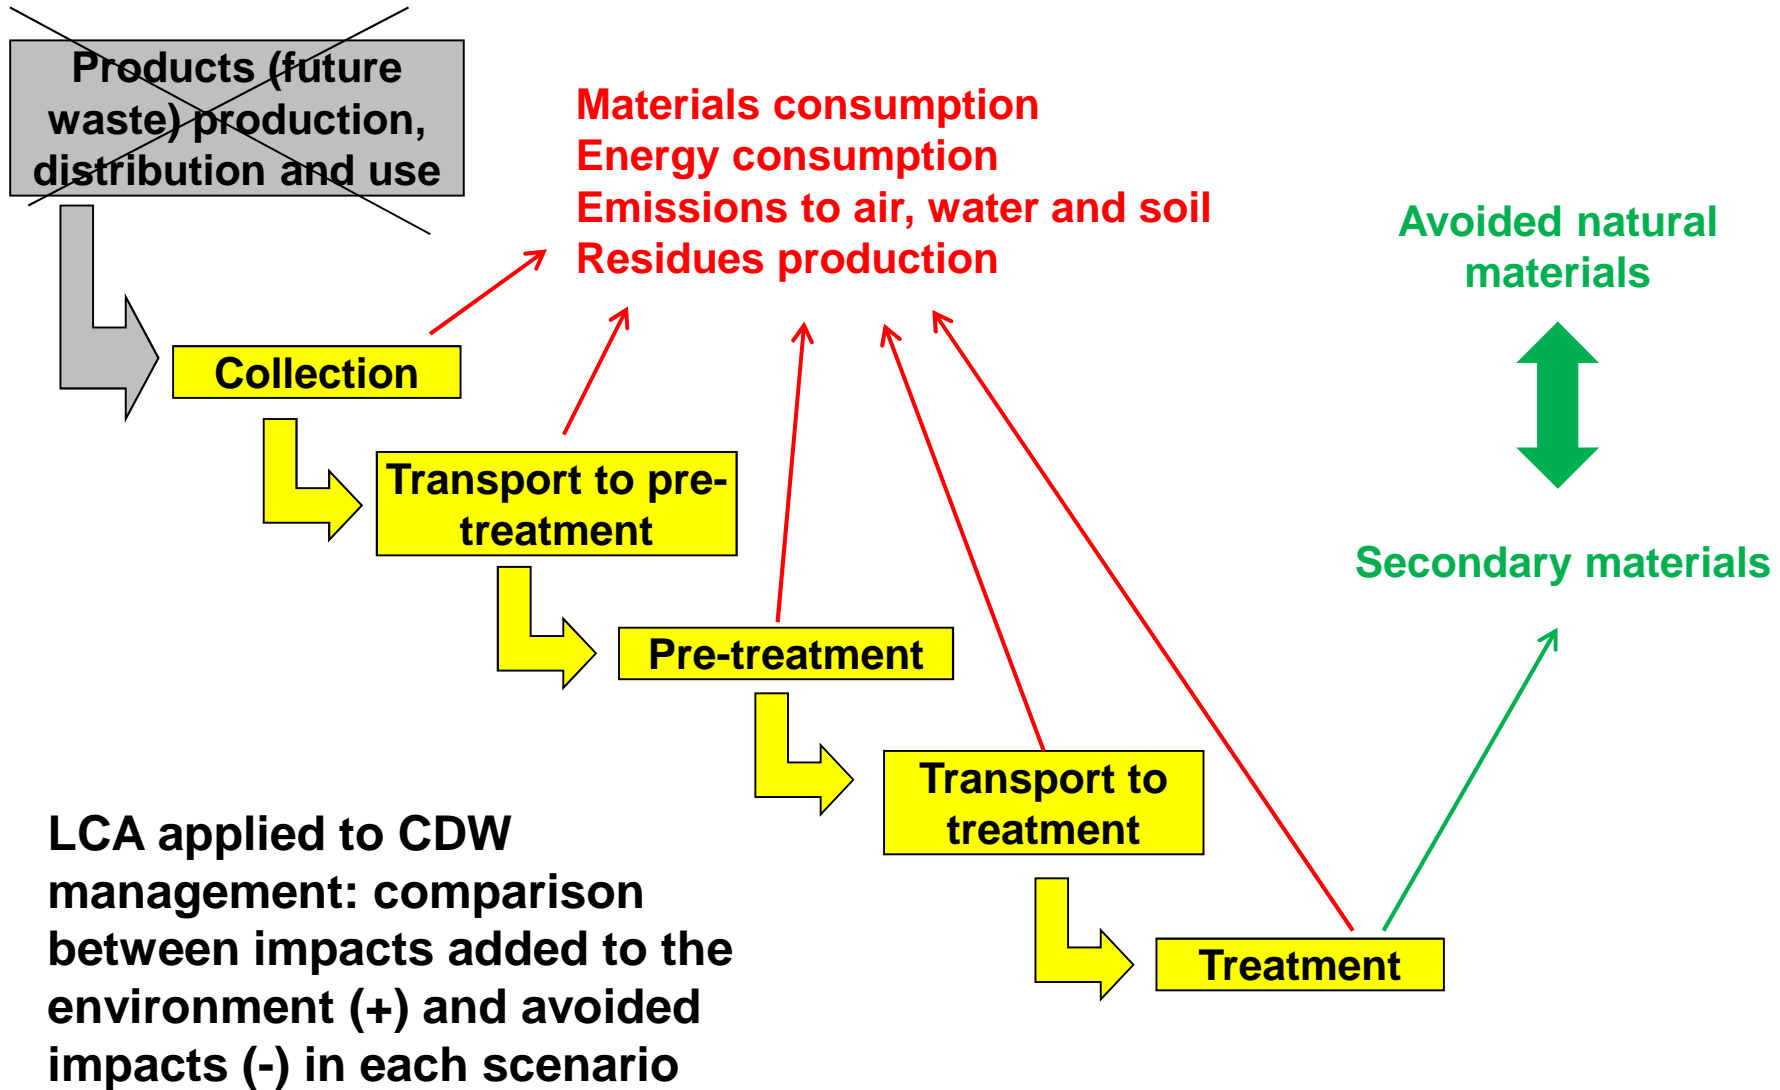 Products (future
waste) production,
distribution and use
Materials consumption
Energy consumption
Emissions to air, water and soil
Residues production
Avoided natural
materials
Collection
Transport to pre-
treatment
Secondary materials
Pre-treatment
Transport to
treatment
Treatment
LCA applied to CDW
management: comparison
between impacts added to the
environment (+) and avoided
impacts (-) in each scenario